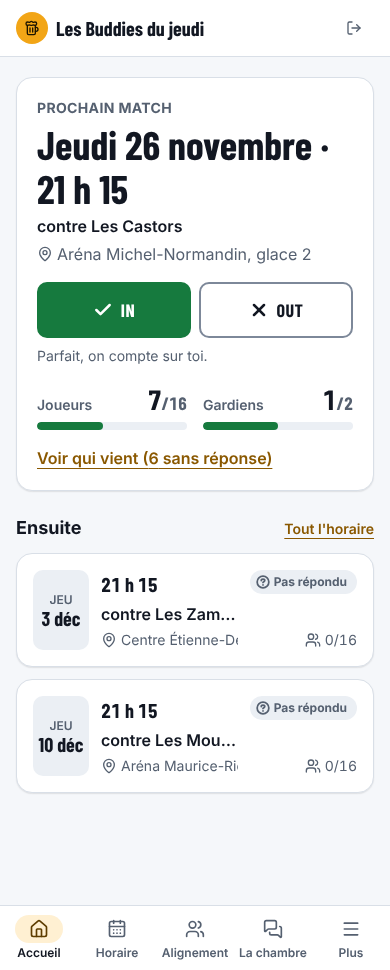 Les Buddies du jeudi
PROCHAIN MATCH
Jeudi 26 novembre ·
21 h 15
contre Les Castors
Aréna Michel-Normandin, glace 2
IN
OUT
Parfait, on compte sur toi.
Joueurs 7/16
Gardiens 1/2
Voir qui vient (6 sans réponse)
Ensuite
Tout l'horaire
JEU
3 déc
21 h 15
Pas répondu
contre Les Zam...
Centre Étienne-De
0/16
JEU
10 déc
21 h 15
Pas répondu
contre Les Mou...
Aréna Maurice-Ri
0/16
Accueil
Horaire
Alignement
La chambre
Plus